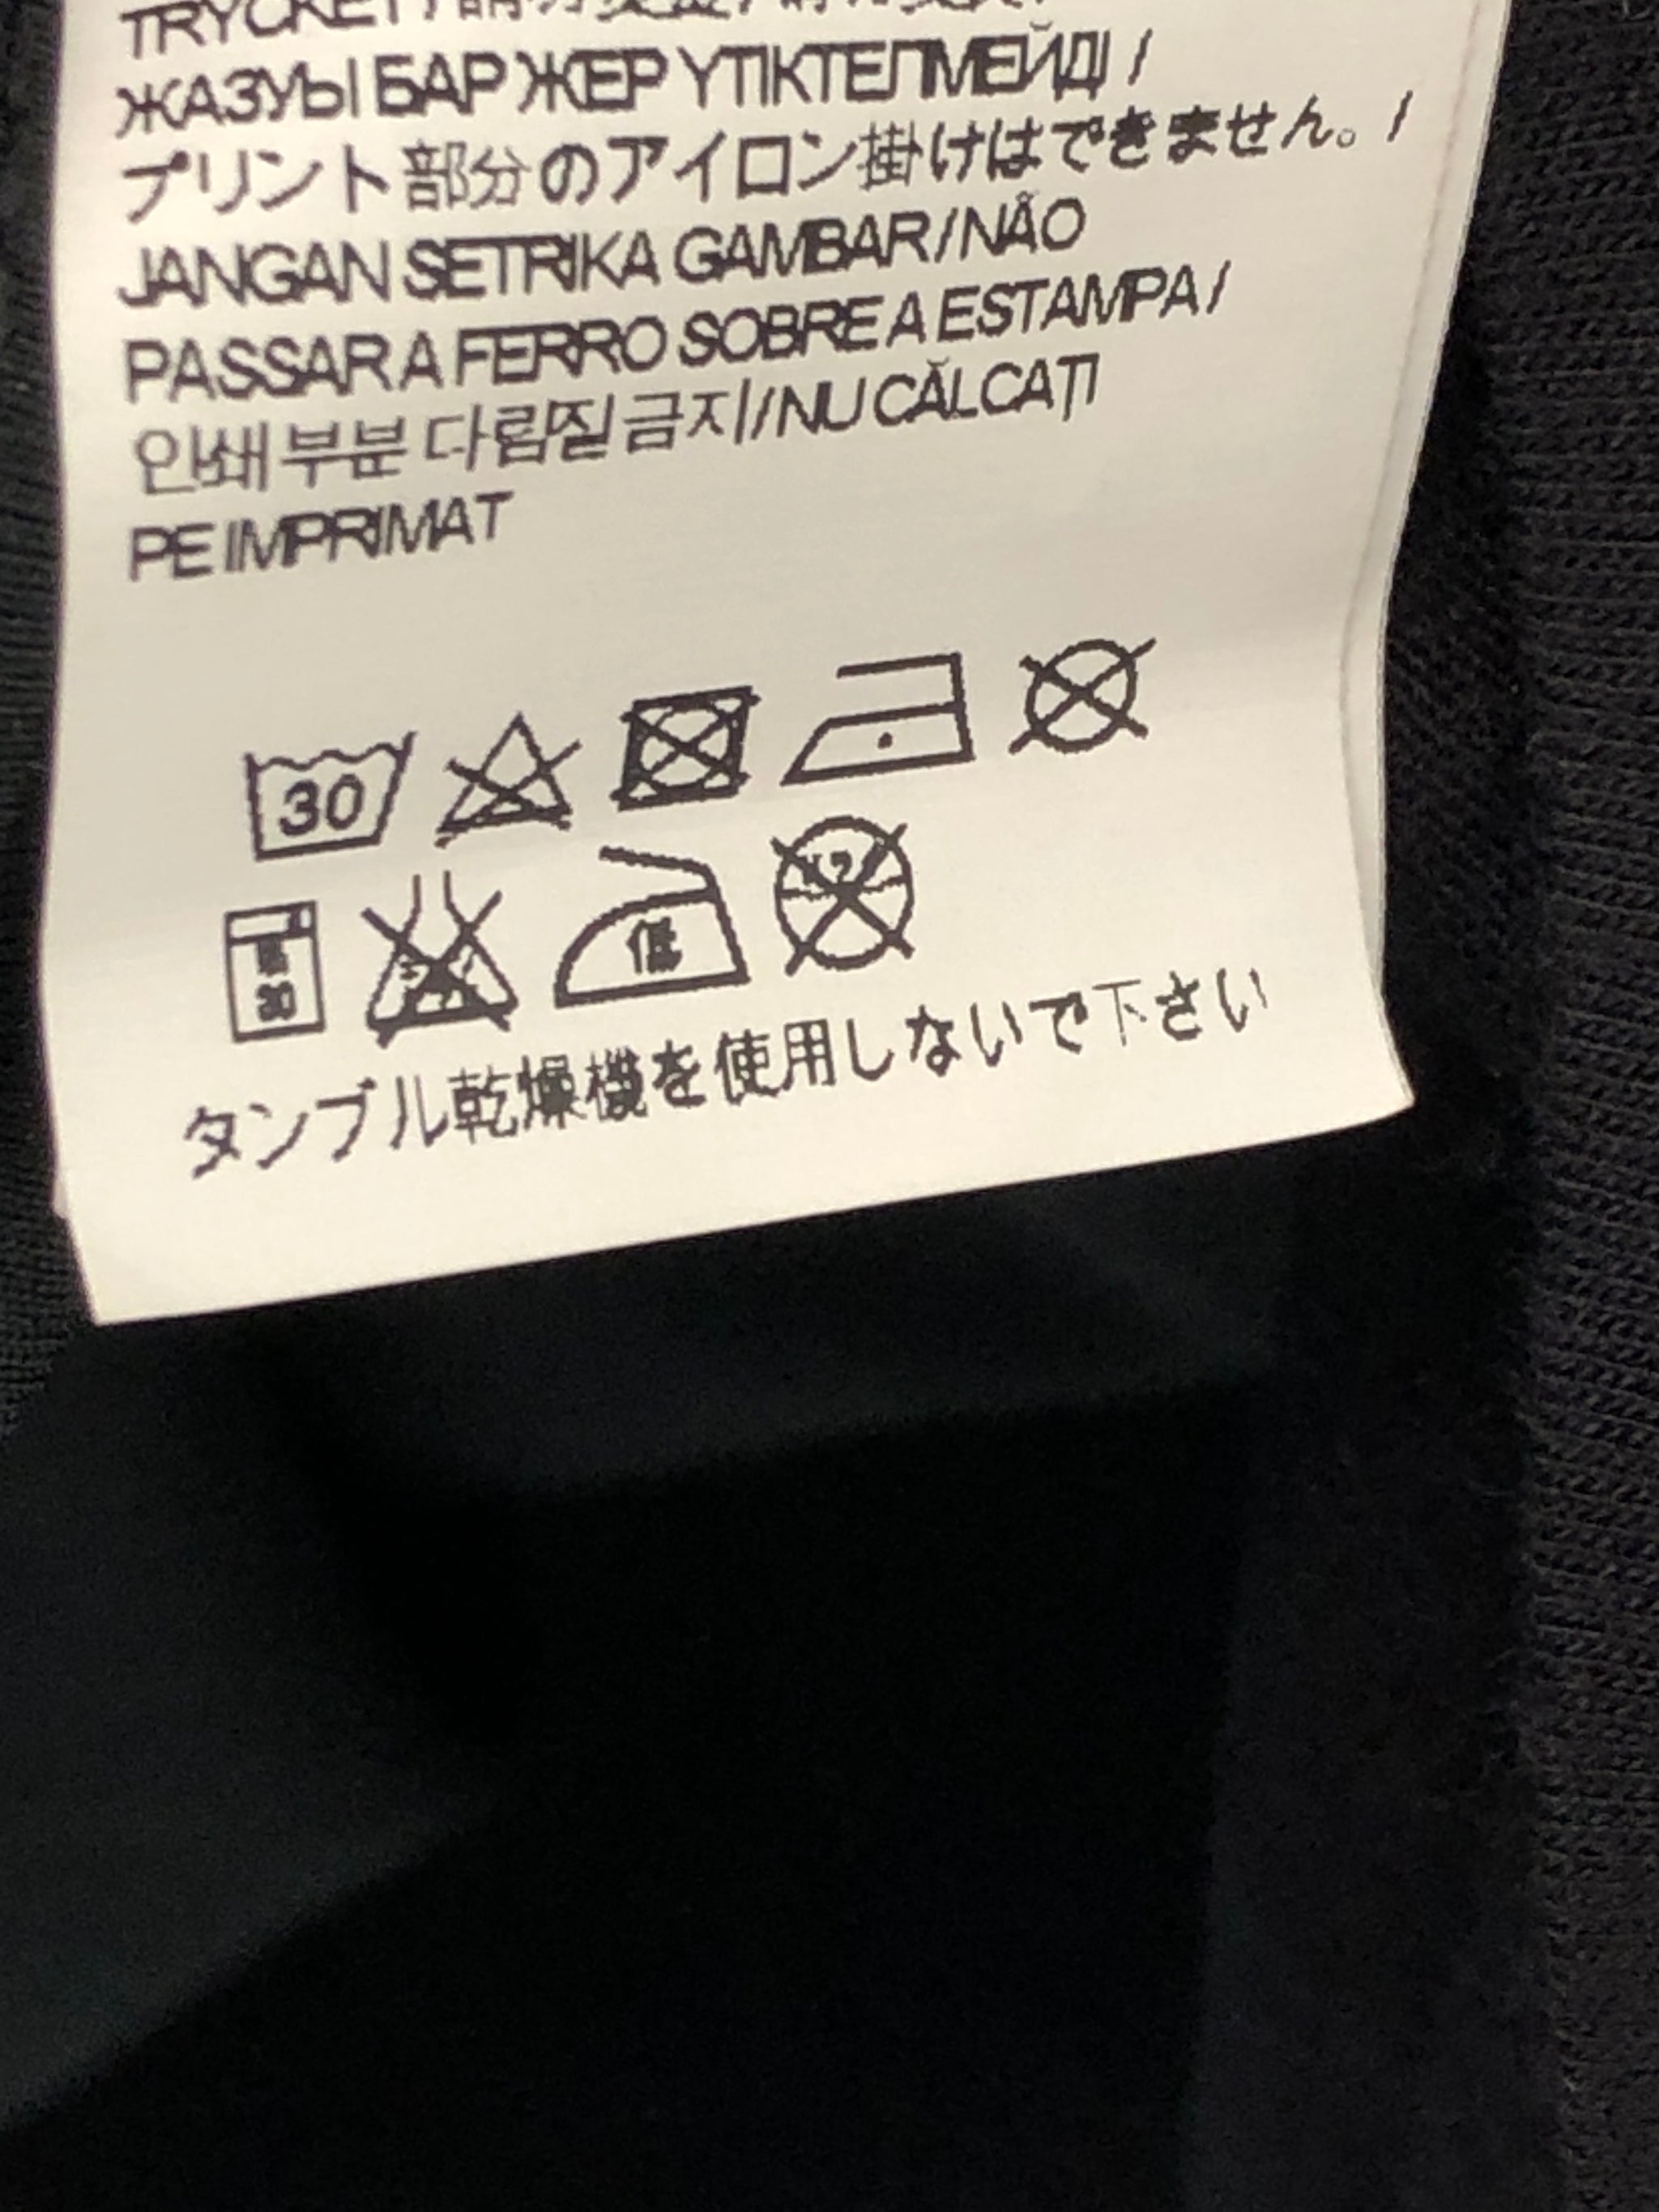 TRYCKET /
ЖАЗУЫ БАР ЖЕР ҮТІКТЕЛМЕЙДІ /
プリント部分のアイロン掛けはできません。/
JANGAN SETRIKA GAMBAR / NÃO
PASSAR A FERRO SOBRE A ESTAMPA /
인쇄 부분 다림질 금지 / NU CĂLCAȚI
PE IMPRIMAT
30
30
低
タンブル乾燥機を使用しないで下さい